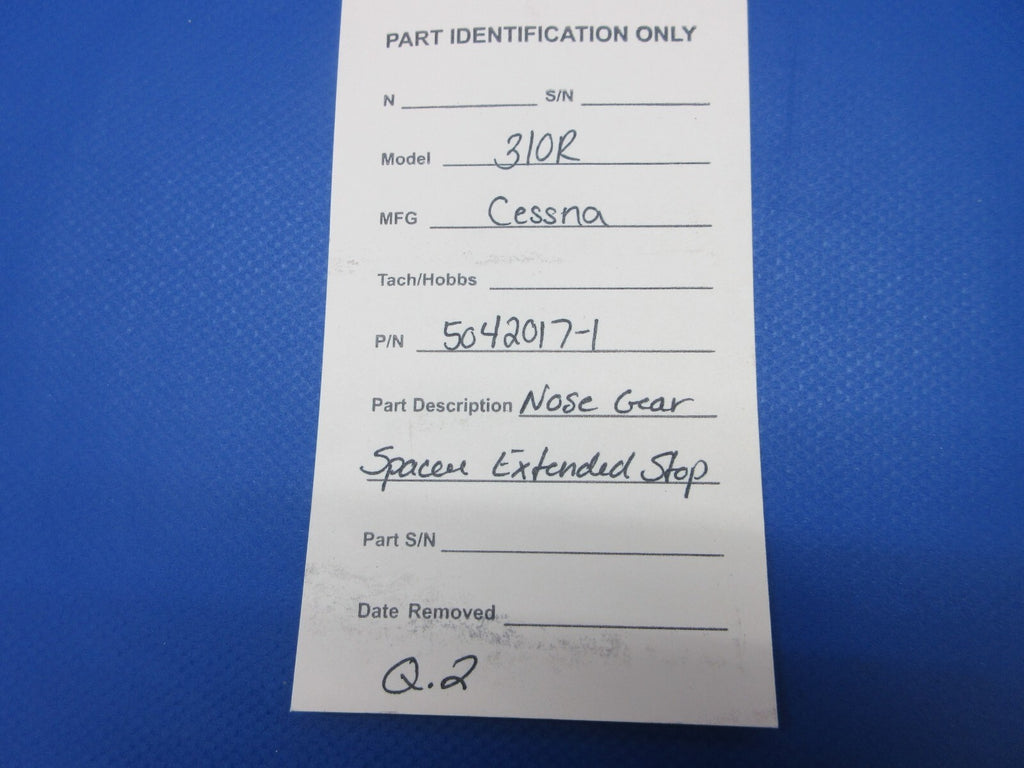 PART IDENTIFICATION ONLY
N S/N
Model 310R
MFG Cessna
Tach/Hobbs
P/N 5042017-1
Part Description Nose Gear
Spacer Extended Stop
Part S/N
Date Removed
Q.2